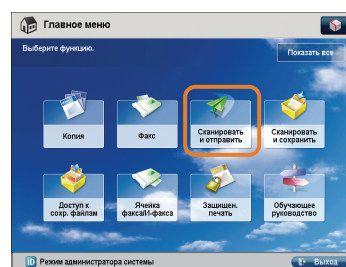 Главное меню
Выберите функцию.
Показать все
Копия
Факс
Сканировать
и отправить
Сканировать
и сохранить
Доступ к
сохр. файлам
Ячейка
факса/И-факса
Защищен.
печать
Обучающее
руководство
ID Режим администратора системы
Выход